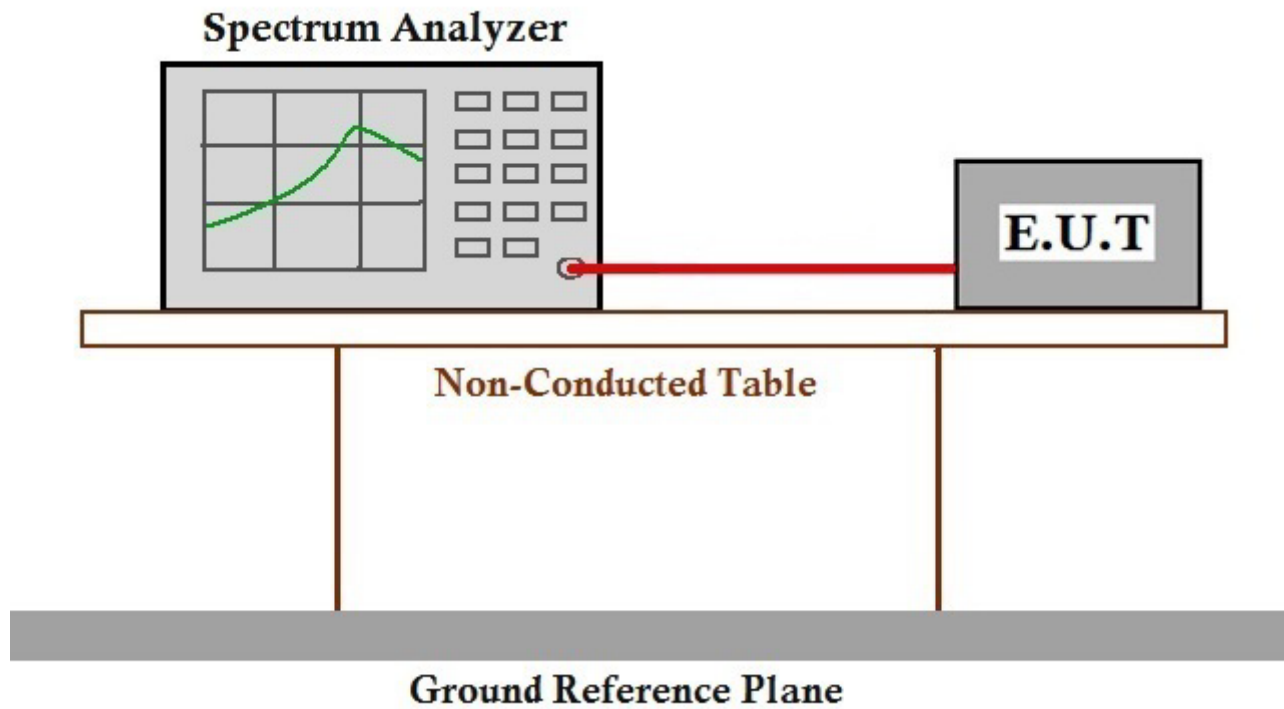 Spectrum Analyzer
E.U.T
Non-Conducted Table
Ground Reference Plane